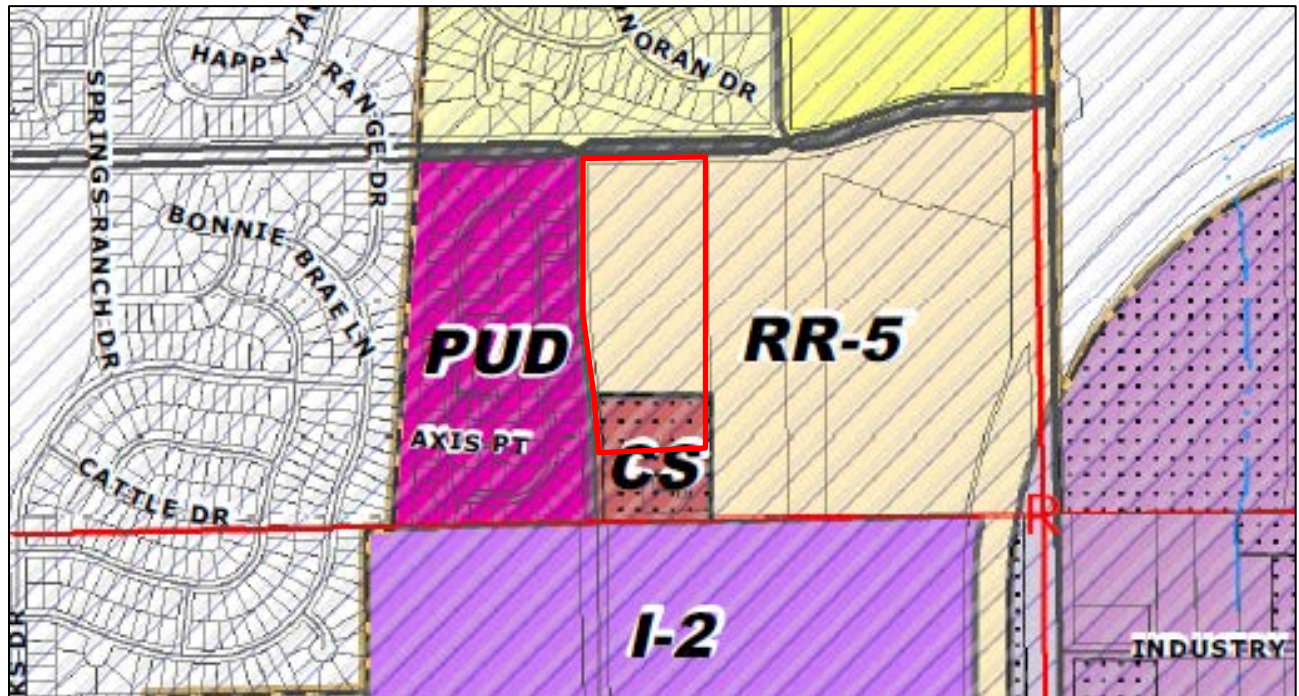 HAPPY JA
NORAN DR
RANGE DR
SPRINGS RANCH DR
BONNIE BRAE LN
PUD
RR-5
AXIS PT
CS
CATTLE DR
R
I-2
KS DR
INDUSTRY